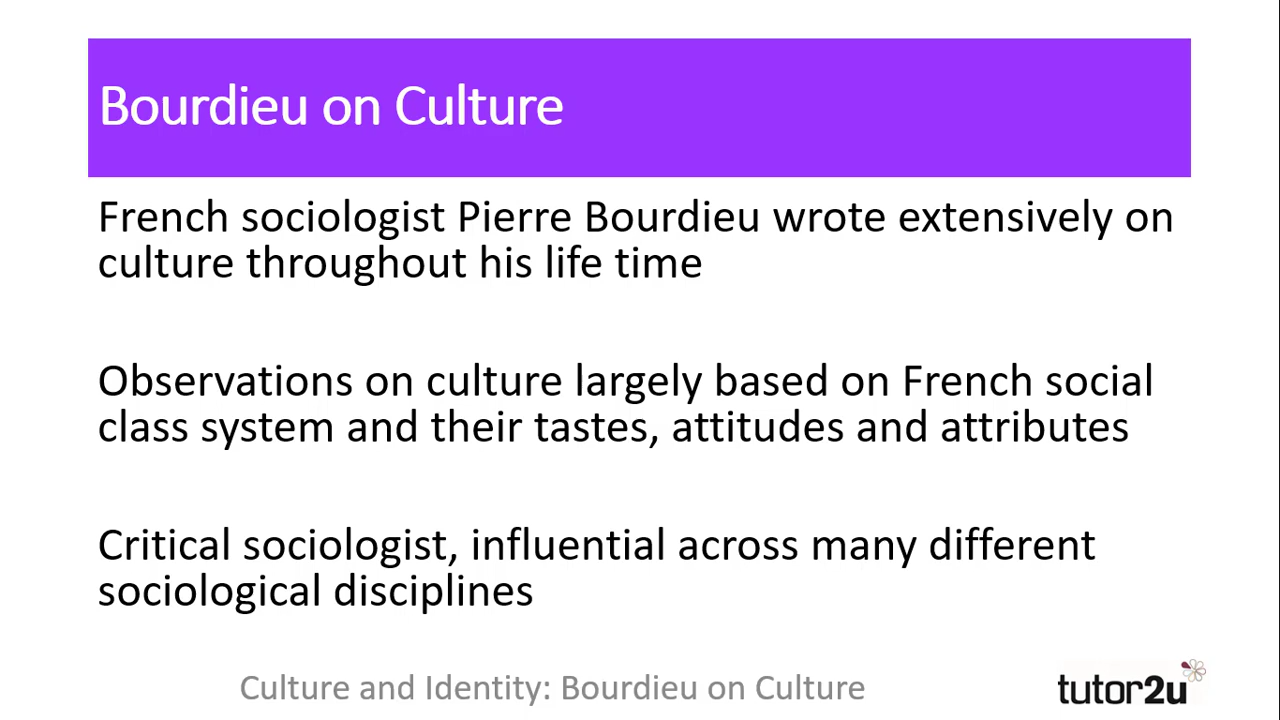 Bourdieu on Culture
French sociologist Pierre Bourdieu wrote extensively on
culture throughout his life time
Observations on culture largely based on French social
class system and their tastes, attitudes and attributes
Critical sociologist, influential across many different
sociological disciplines
Culture and Identity: Bourdieu on Culture
tutor2u